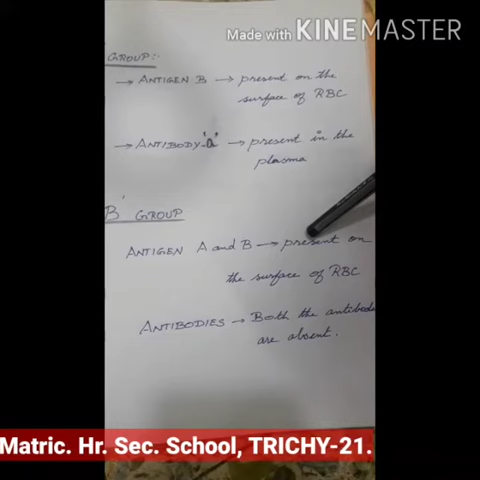 Made with KINEMASTER
GROUP:-
→ ANTIGEN B → present on the
surface of RBC
→ ANTIBODY-'a' → present in the
plasma
B' GROUP
ANTIGEN A and B → present on
the surface of RBC
ANTIBODIES → Both the antibod
are absent.
Matric. Hr. Sec. School, TRICHY-21.